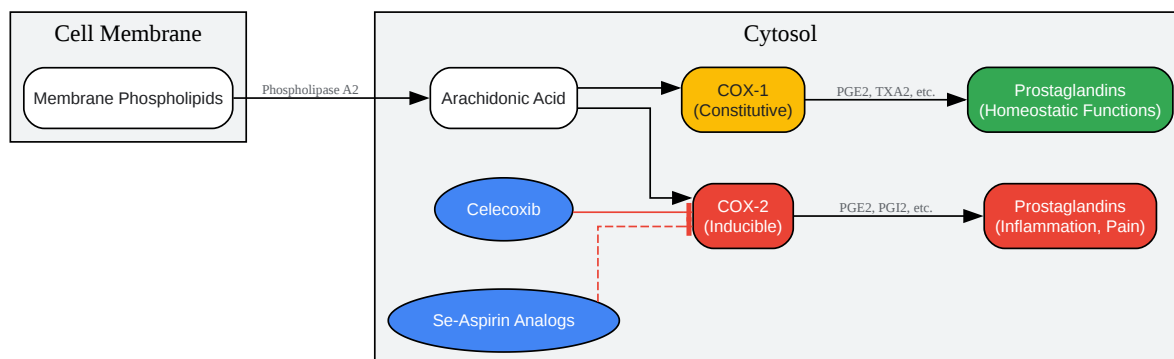 Cell Membrane
Membrane Phospholipids
Phospholipase A2
Cytosol
Arachidonic Acid
COX-1
(Constitutive)
PGE2, TXA2, etc.
Prostaglandins
(Homeostatic Functions)
Celecoxib
COX-2
(Inducible)
PGE2, PGI2, etc.
Prostaglandins
(Inflammation, Pain)
Se-Aspirin Analogs